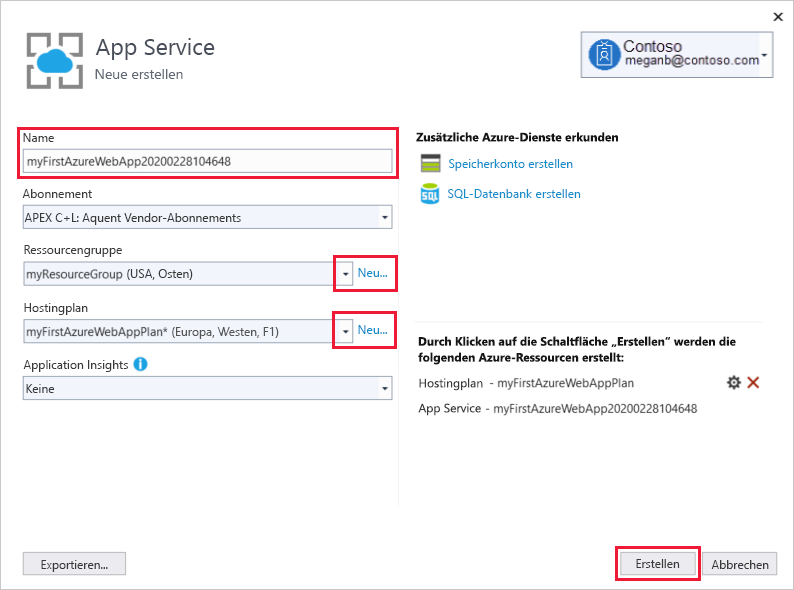 App Service
Neue erstellen
Contoso
meganb@contoso.com
Name
myFirstAzureWebApp20200228104648
Abonnement
APEX C+L: Aquent Vendor-Abonnements
Ressourcengruppe
myResourceGroup (USA, Osten)
Neu...
Hostingplan
myFirstAzureWebAppPlan* (Europa, Westen, F1)
Neu...
Application Insights
Keine
Zusätzliche Azure-Dienste erkunden
Speicherkonto erstellen
SQL
SQL-Datenbank erstellen
Durch Klicken auf die Schaltfläche „Erstellen“ werden die
folgenden Azure-Ressourcen erstellt:
Hostingplan - myFirstAzureWebAppPlan
App Service - myFirstAzureWebApp20200228104648
Exportieren...
Erstellen
Abbrechen